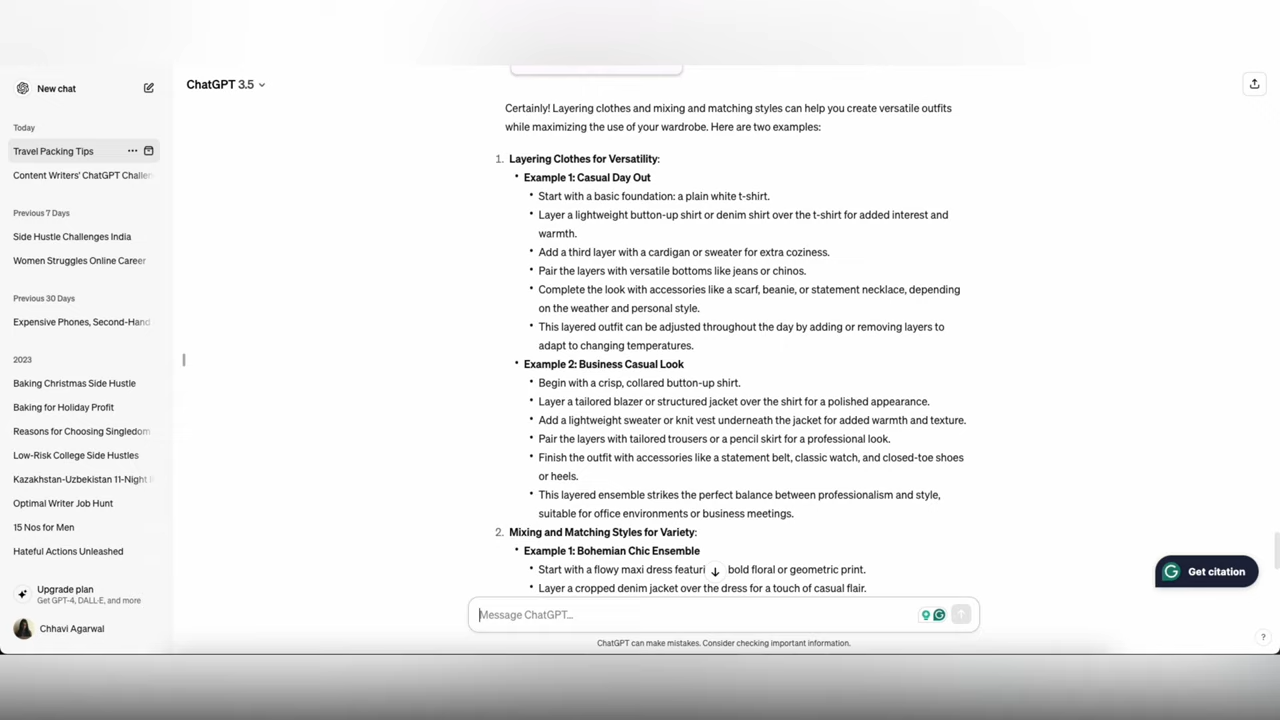 New chat
Today
Travel Packing Tips
Content Writers' ChatGPT Challen
Previous 7 Days
Side Hustle Challenges India
Women Struggles Online Career
Previous 30 Days
Expensive Phones, Second-Hand
2023
Baking Christmas Side Hustle
Baking for Holiday Profit
Reasons for Choosing Singledom
Low-Risk College Side Hustles
Kazakhstan-Uzbekistan 11-Night
Optimal Writer Job Hunt
15 Nos for Men
Hateful Actions Unleashed
Upgrade plan
Get GPT-4, DALL·E, and more
Chhavi Agarwal
ChatGPT 3.5
Certainly! Layering clothes and mixing and matching styles can help you create versatile outfits
while maximizing the use of your wardrobe. Here are two examples:
1. Layering Clothes for Versatility:
• Example 1: Casual Day Out
• Start with a basic foundation: a plain white t-shirt.
• Layer a lightweight button-up shirt or denim shirt over the t-shirt for added interest and
warmth.
• Add a third layer with a cardigan or sweater for extra coziness.
• Pair the layers with versatile bottoms like jeans or chinos.
• Complete the look with accessories like a scarf, beanie, or statement necklace, depending
on the weather and personal style.
• This layered outfit can be adjusted throughout the day by adding or removing layers to
adapt to changing temperatures.
• Example 2: Business Casual Look
• Begin with a crisp, collared button-up shirt.
• Layer a tailored blazer or structured jacket over the shirt for a polished appearance.
• Add a lightweight sweater or knit vest underneath the jacket for added warmth and texture.
• Pair the layers with tailored trousers or a pencil skirt for a professional look.
• Finish the outfit with accessories like a statement belt, classic watch, and closed-toe shoes
or heels.
• This layered ensemble strikes the perfect balance between professionalism and style,
suitable for office environments or business meetings.
2. Mixing and Matching Styles for Variety:
• Example 1: Bohemian Chic Ensemble
• Start with a flowy maxi dress featuri bold floral or geometric print.
• Layer a cropped denim jacket over the dress for a touch of casual flair.
Message ChatGPT...
ChatGPT can make mistakes. Consider checking important information.
Get citation
?